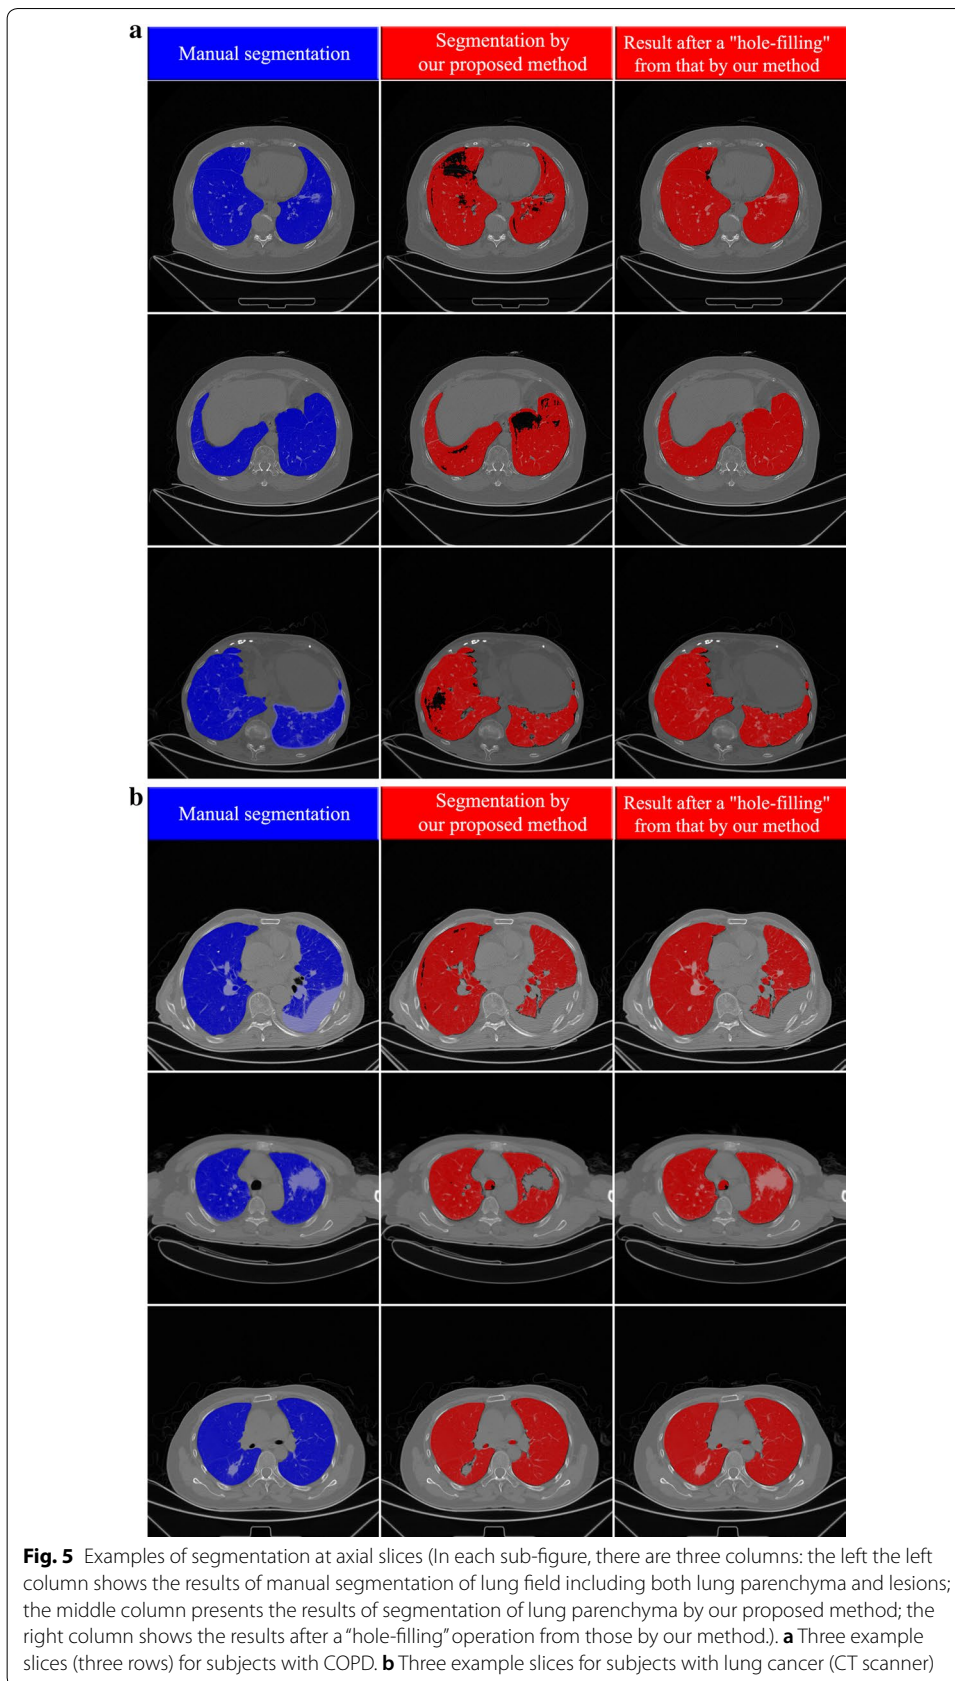 a
Manual segmentation
Segmentation by
our proposed method
Result after a "hole-filling"
from that by our method
b
Manual segmentation
Segmentation by
our proposed method
Result after a "hole-filling"
from that by our method
Fig. 5 Examples of segmentation at axial slices (In each sub-figure, there are three columns: the left the left
column shows the results of manual segmentation of lung field including both lung parenchyma and lesions;
the middle column presents the results of segmentation of lung parenchyma by our proposed method; the
right column shows the results after a “hole-filling” operation from those by our method.). a Three example
slices (three rows) for subjects with COPD. b Three example slices for subjects with lung cancer (CT scanner)